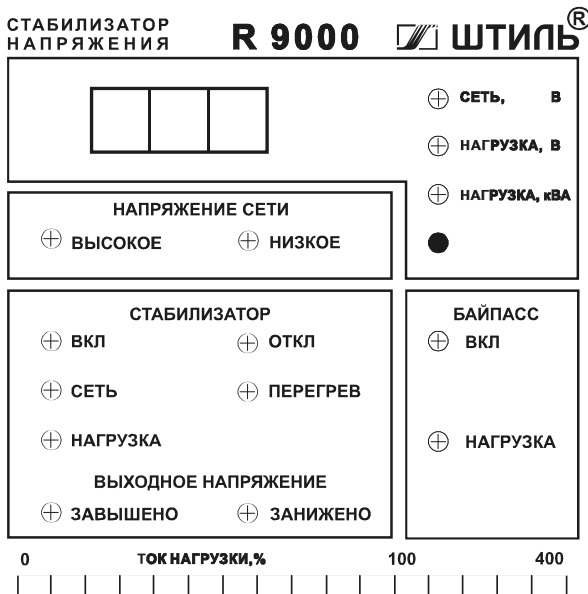 СТАБИЛИЗАТОР
НАПРЯЖЕНИЯ
R 9000
ШТИЛЬ®
СЕТЬ, В
НАГРУЗКА, В
НАГРУЗКА, кВА
НАПРЯЖЕНИЕ СЕТИ
ВЫСОКОЕ НИЗКОЕ
СТАБИЛИЗАТОР
ВКЛ ОТКЛ
СЕТЬ ПЕРЕГРЕВ
НАГРУЗКА
ВЫХОДНОЕ НАПРЯЖЕНИЕ
ЗАВЫШЕНО ЗАНИЖЕНО
БАЙПАСС
ВКЛ
НАГРУЗКА
0 ТОК НАГРУЗКИ,% 100 400